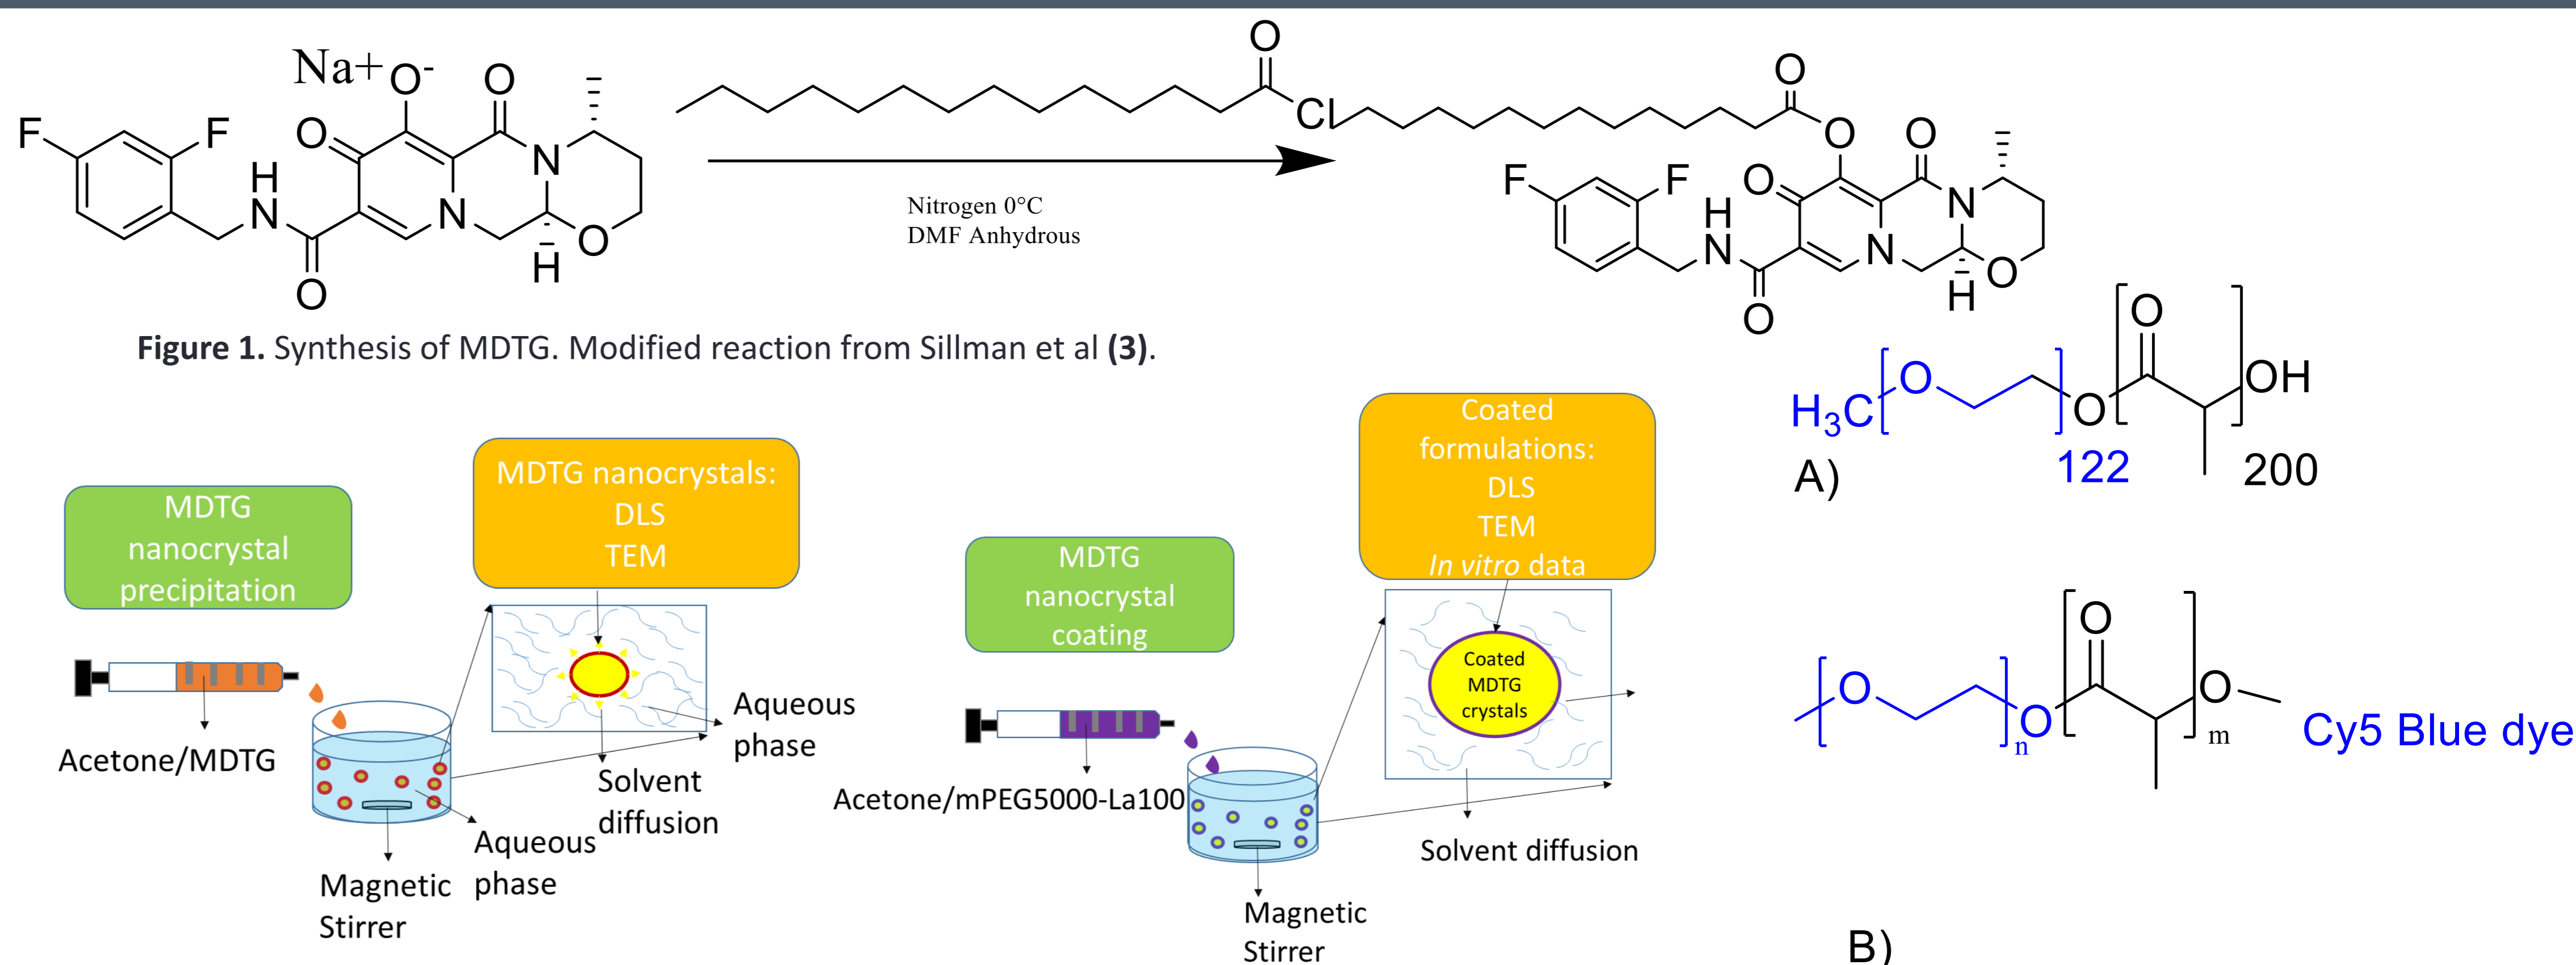 Na+
O-
O
O
F
F
H
N
O
N
N
O
H
O
Cl
Nitrogen 0°C
DMF Anhydrous
O
O
O
O
F
F
H
N
O
N
N
O
H
Figure 1. Synthesis of MDTG. Modified reaction from Sillman et al (3).
MDTG
nanocrystal
precipitation
MDTG nanocrystals:
DLS
TEM
Acetone/MDTG
Magnetic
Stirrer
Aqueous
phase
Solvent
diffusion
Aqueous
phase
MDTG
nanocrystal
coating
Coated
formulations:
DLS
TEM
In vitro data
Coated
MDTG
crystals
Acetone/mPEG5000-La100
Magnetic
Stirrer
Solvent diffusion
H3C
O
O
O
OH
122
200
A)
O
O
O
O
n
m
Cy5 Blue dye
B)